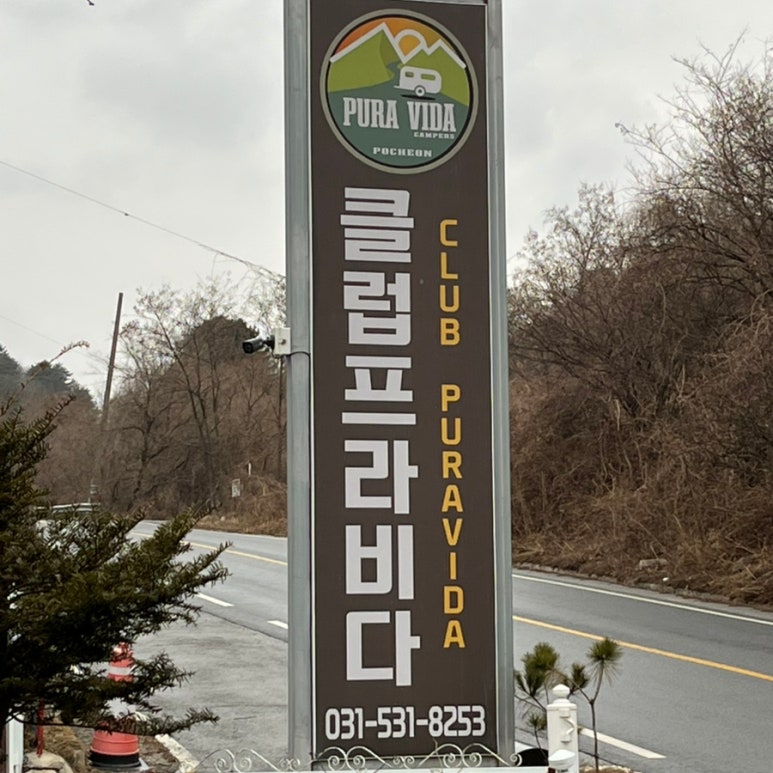 PURA VIDA
CAMPERS
POCHEON
클럽프라비다
CLUB PURAVIDA
031-531-8253